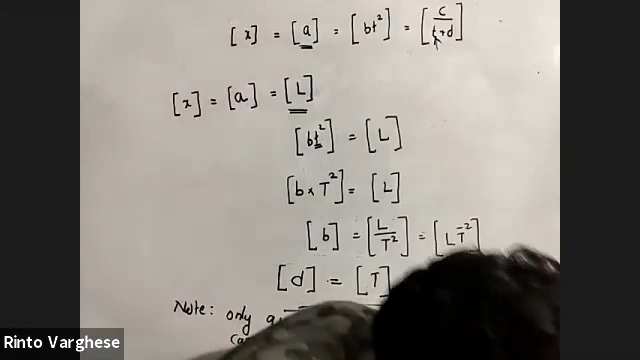 [x] = [a] = [bt²] = [c/t+d]
[x] = [a] = [L]
[bt²] = [L]
[b × T²] = [L]
[b] = [L/T²] = [LT⁻²]
[d] = [T]
Note: only
Rinto Varghese